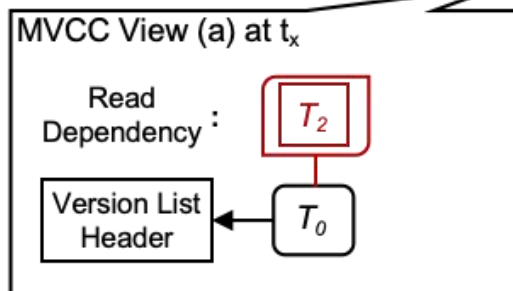 MVCC View (a) at tₓ
Read
Dependency :
T₂
Version List
Header
T₀